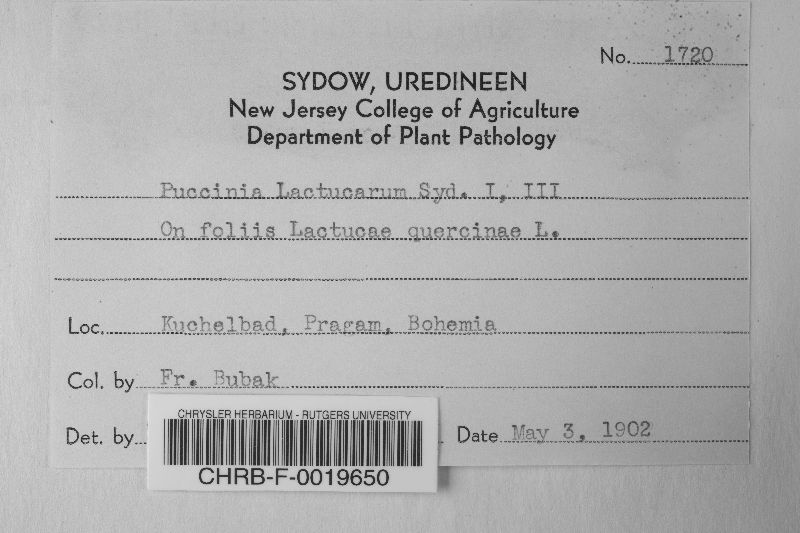 No. 1720
SYDOW, UREDINEEN
New Jersey College of Agriculture
Department of Plant Pathology
Puccinia Lactucarum Syd. I, III
On foliis Lactucae quercinae L.
Loc. Kuchelbad, Pragam, Bohemia
Col. by Fr. Bubak
Det. by Date May 3, 1902
CHRYSLER HERBARIUM - RUTGERS UNIVERSITY
CHRB-F-0019650